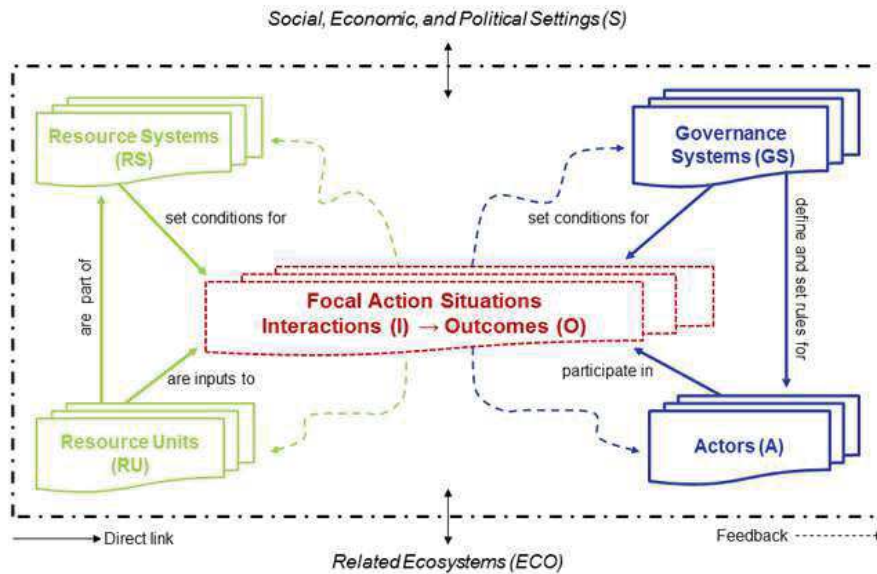 Social, Economic, and Political Settings (S)
Resource Systems
(RS)
Governance
Systems (GS)
set conditions for
set conditions for
are part of
define and set rules for
Focal Action Situations
Interactions (I) → Outcomes (O)
are inputs to
participate in
Resource Units
(RU)
Actors (A)
Direct link
Feedback
Related Ecosystems (ECO)